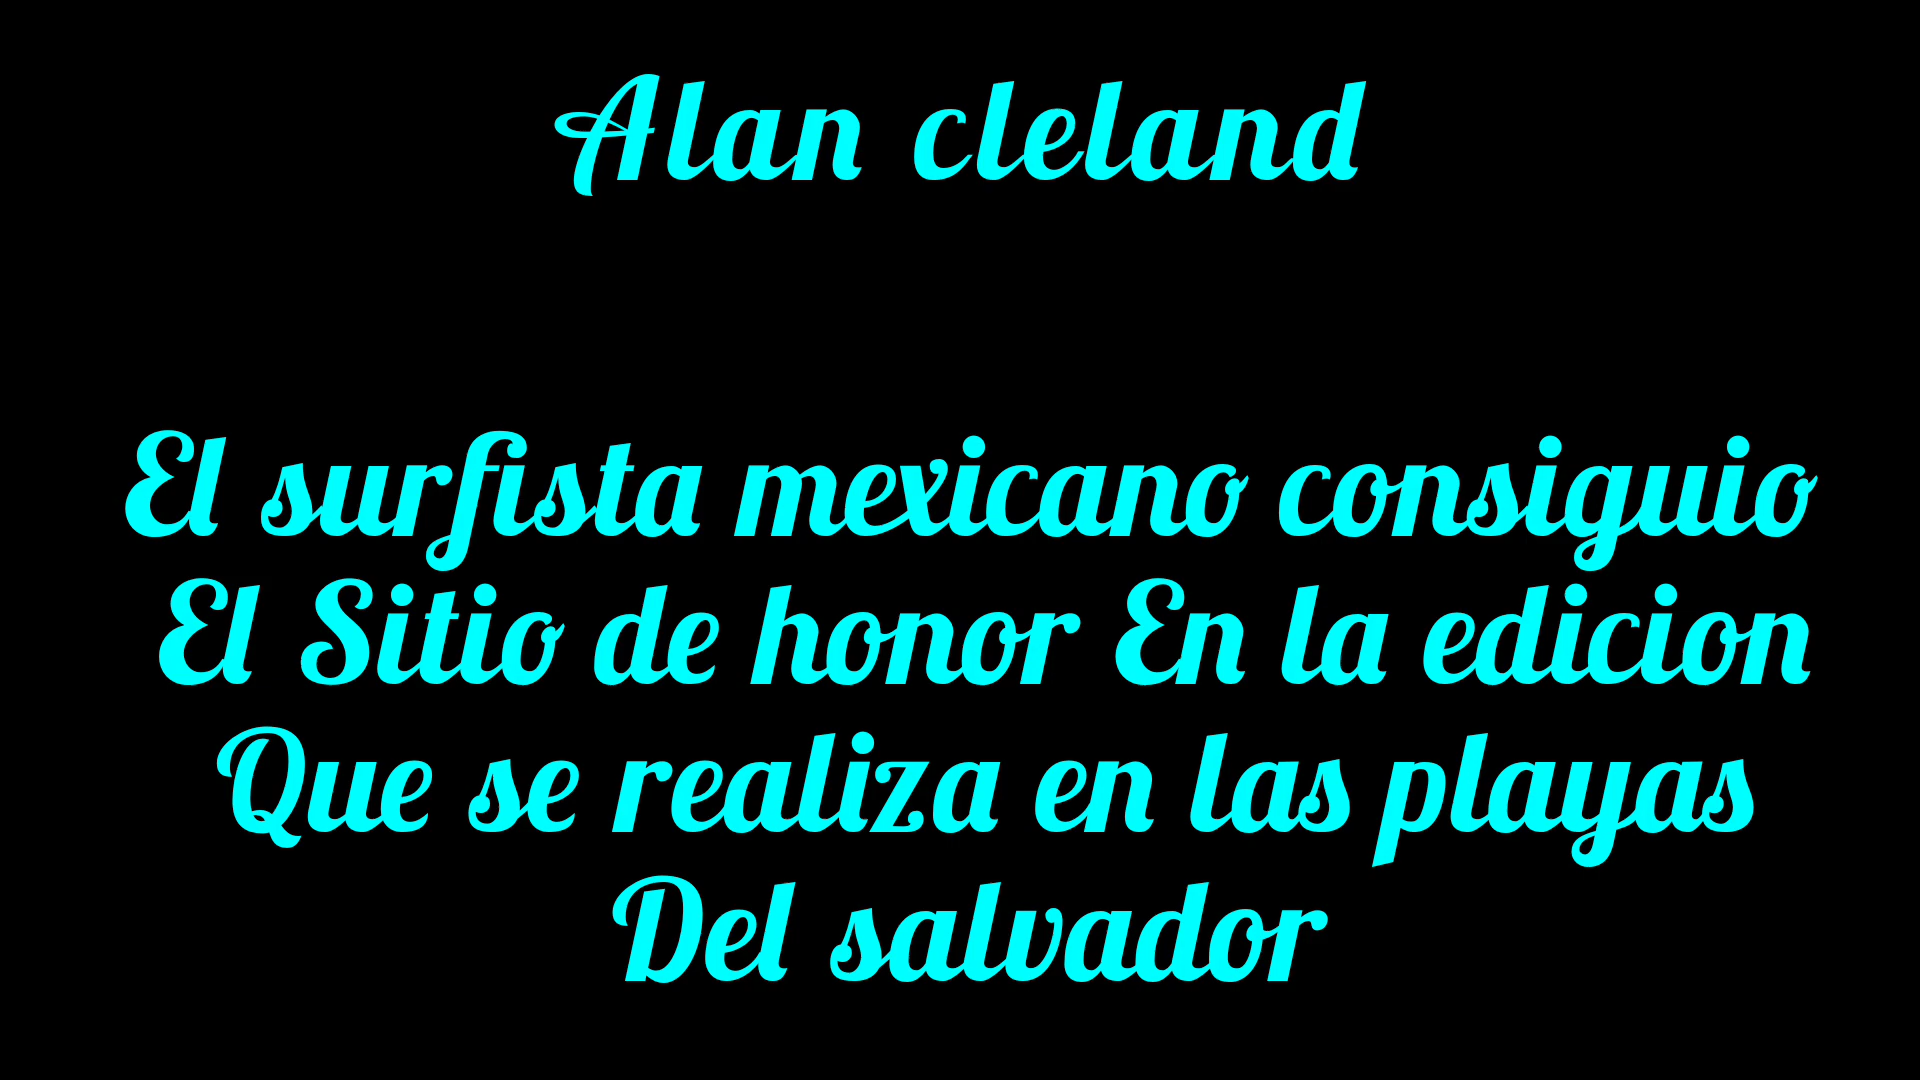 Alan cleland
El surfista mexicano consiguio
El Sitio de honor En la edicion
Que se realiza en las playas
Del salvador